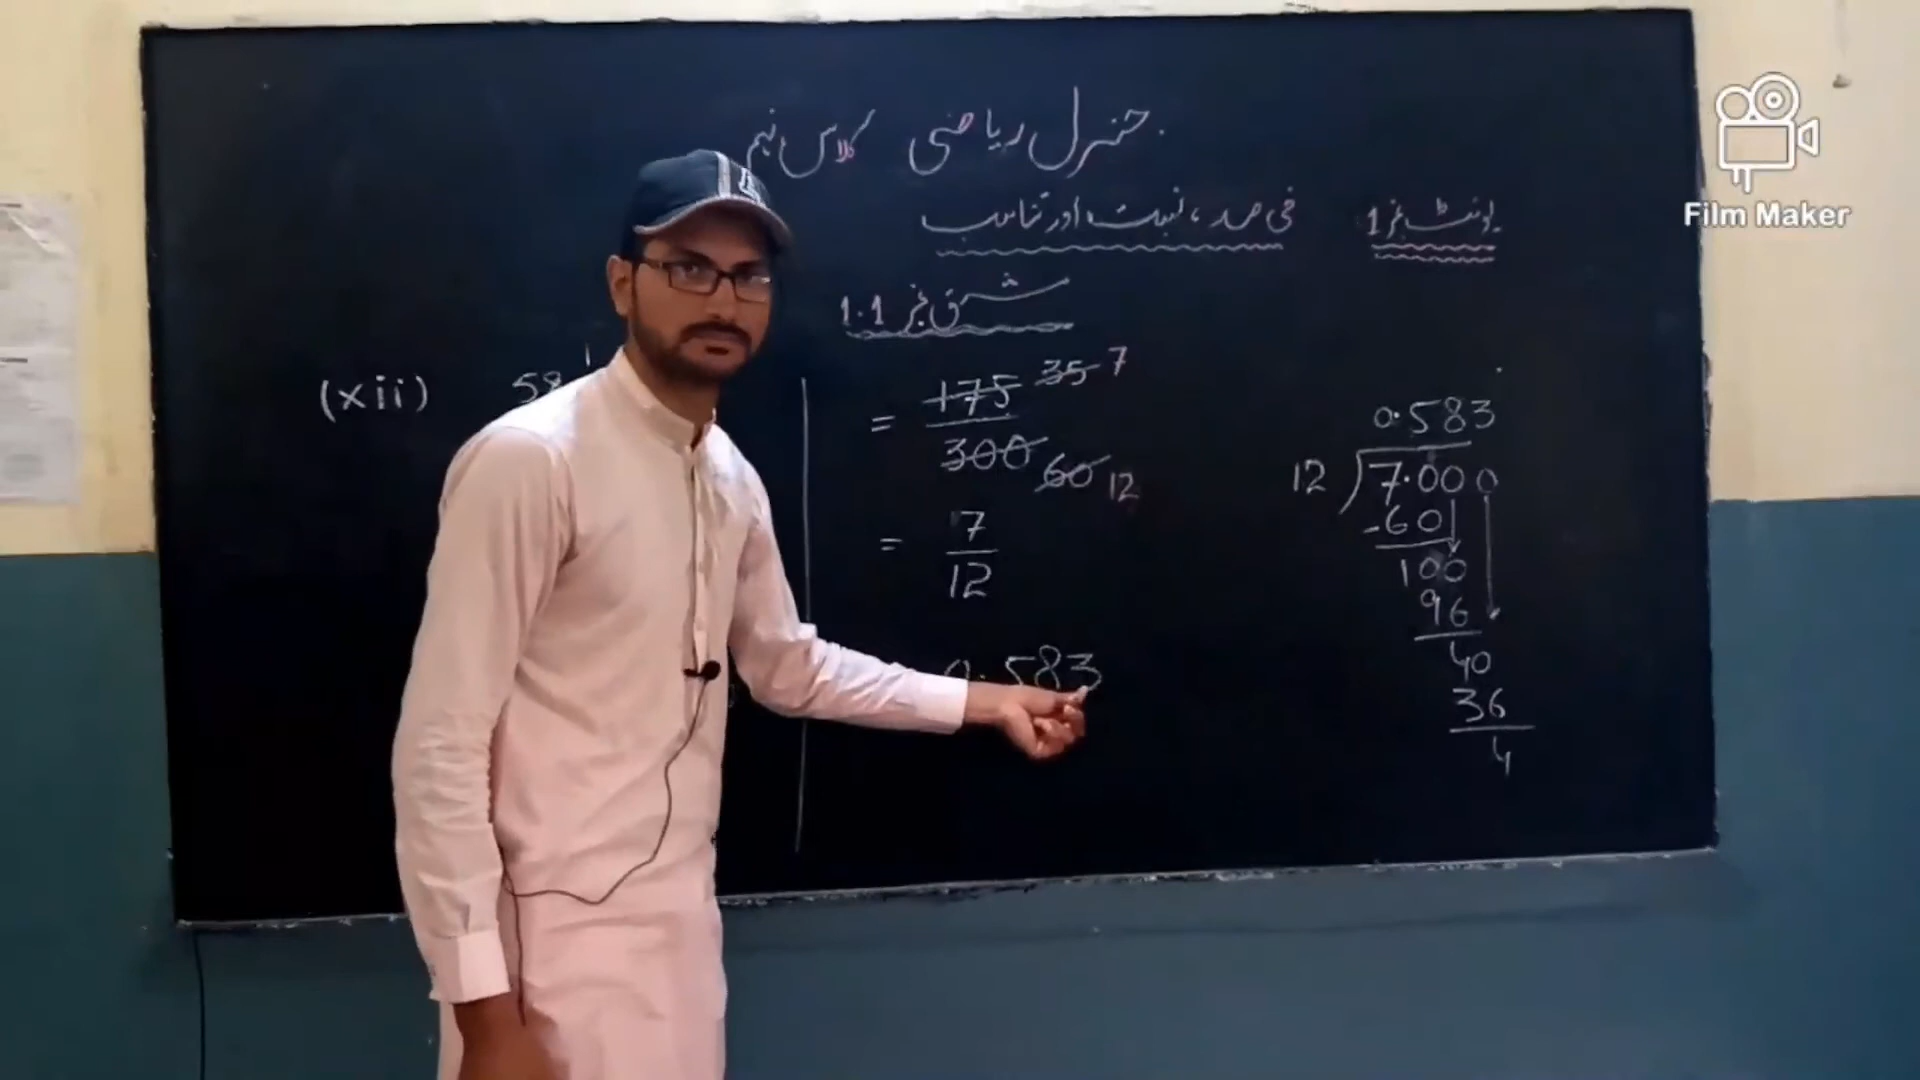 جنرل ریاضی کلاس نہم
یونٹ نمبر 1 فی صد، نسبت اور تناسب
مشق نمبر 1.1
(xii) 58
= 175 35 7
300 60 12
= 7
12
0.583
0.583
12 7.000
-60
100
96
40
36
4
Film Maker